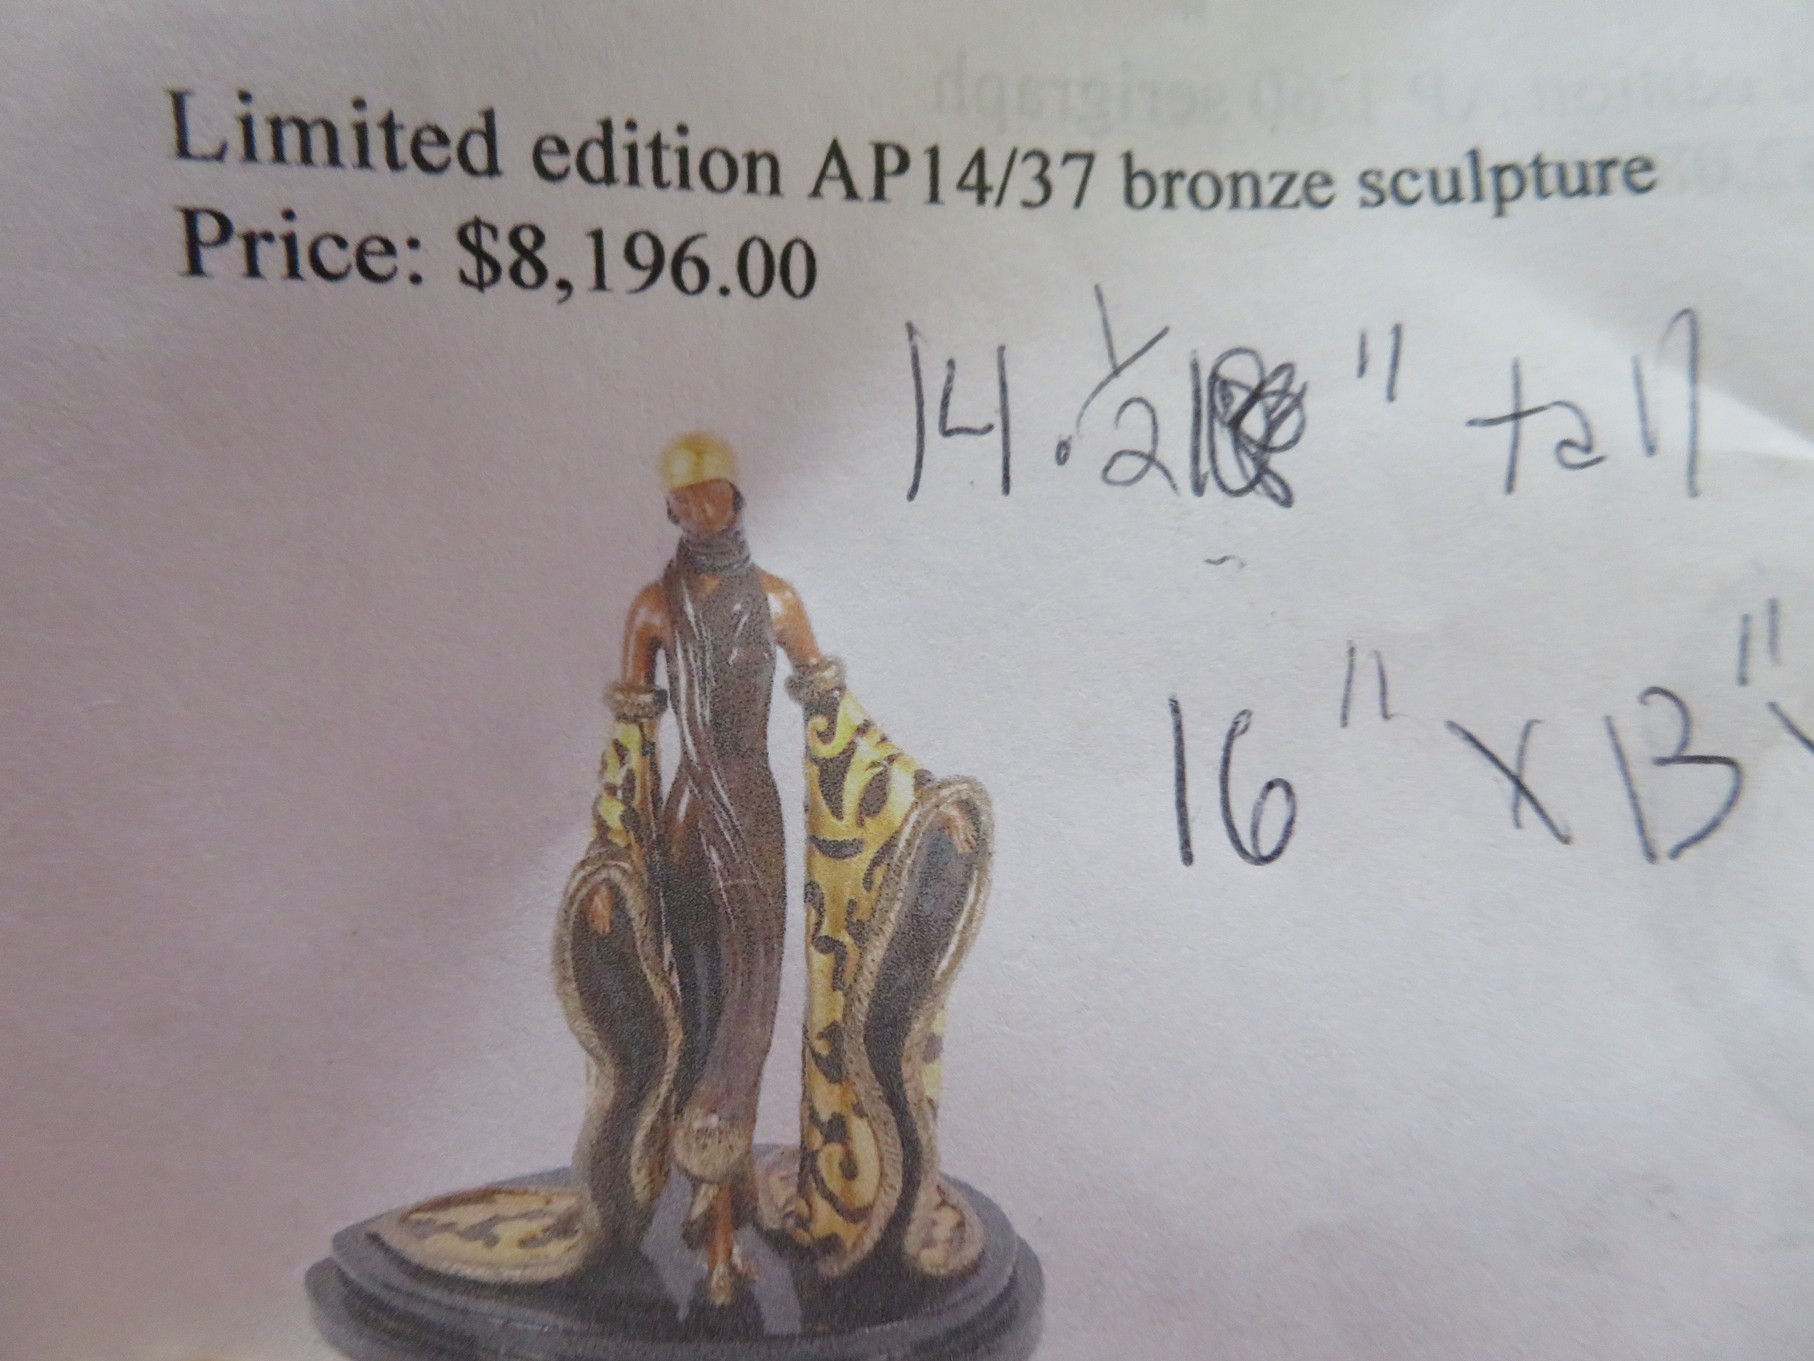 Limited edition AP14/37 bronze sculpture
Price: $8,196.00
14. 1/2 " tall
16" x 13"